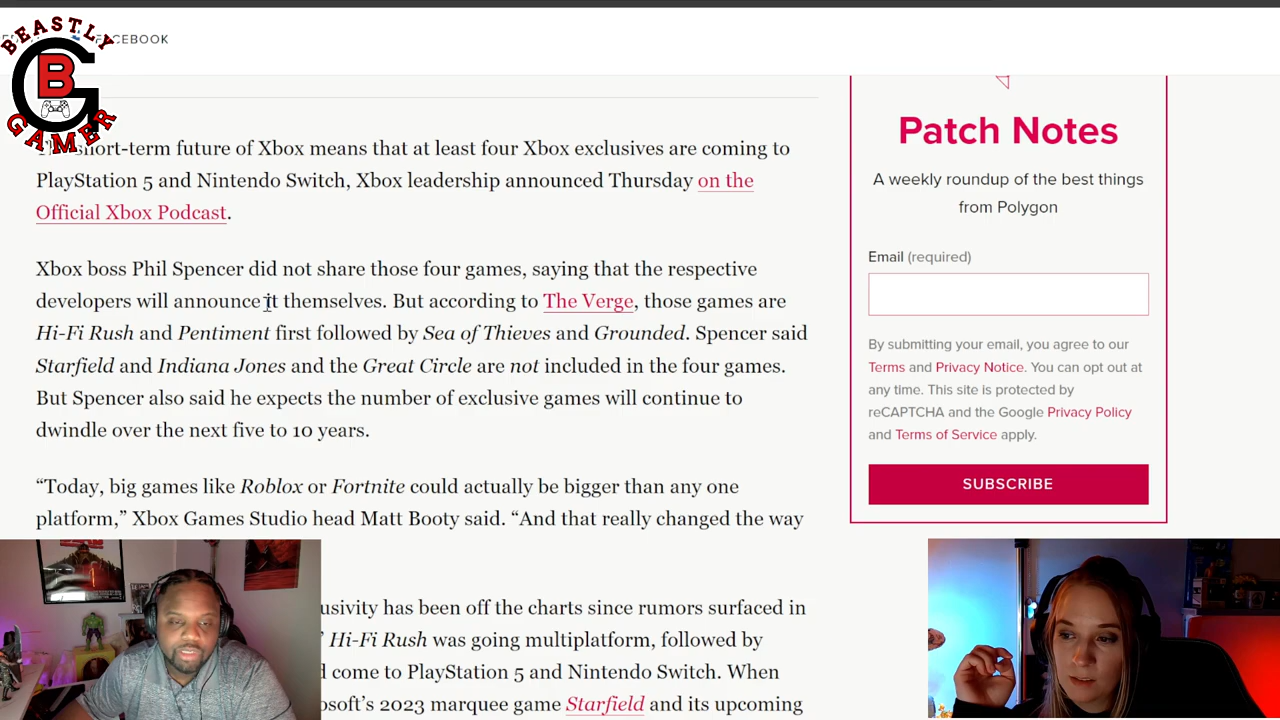 BEASTLY
B
GAMER
FACEBOOK
short-term future of Xbox means that at least four Xbox exclusives are coming to
PlayStation 5 and Nintendo Switch, Xbox leadership announced Thursday on the
Official Xbox Podcast.
Xbox boss Phil Spencer did not share those four games, saying that the respective
developers will announce it themselves. But according to The Verge, those games are
Hi-Fi Rush and Pentiment first followed by Sea of Thieves and Grounded. Spencer said
Starfield and Indiana Jones and the Great Circle are not included in the four games.
But Spencer also said he expects the number of exclusive games will continue to
dwindle over the next five to 10 years.
“Today, big games like Roblox or Fortnite could actually be bigger than any one
platform,” Xbox Games Studio head Matt Booty said. “And that really changed the way
usivity has been off the charts since rumors surfaced in
Hi-Fi Rush was going multiplatform, followed by
d come to PlayStation 5 and Nintendo Switch. When
osoft’s 2023 marquee game Starfield and its upcoming
Patch Notes
A weekly roundup of the best things
from Polygon
Email (required)
By submitting your email, you agree to our
Terms and Privacy Notice. You can opt out at
any time. This site is protected by
reCAPTCHA and the Google Privacy Policy
and Terms of Service apply.
SUBSCRIBE